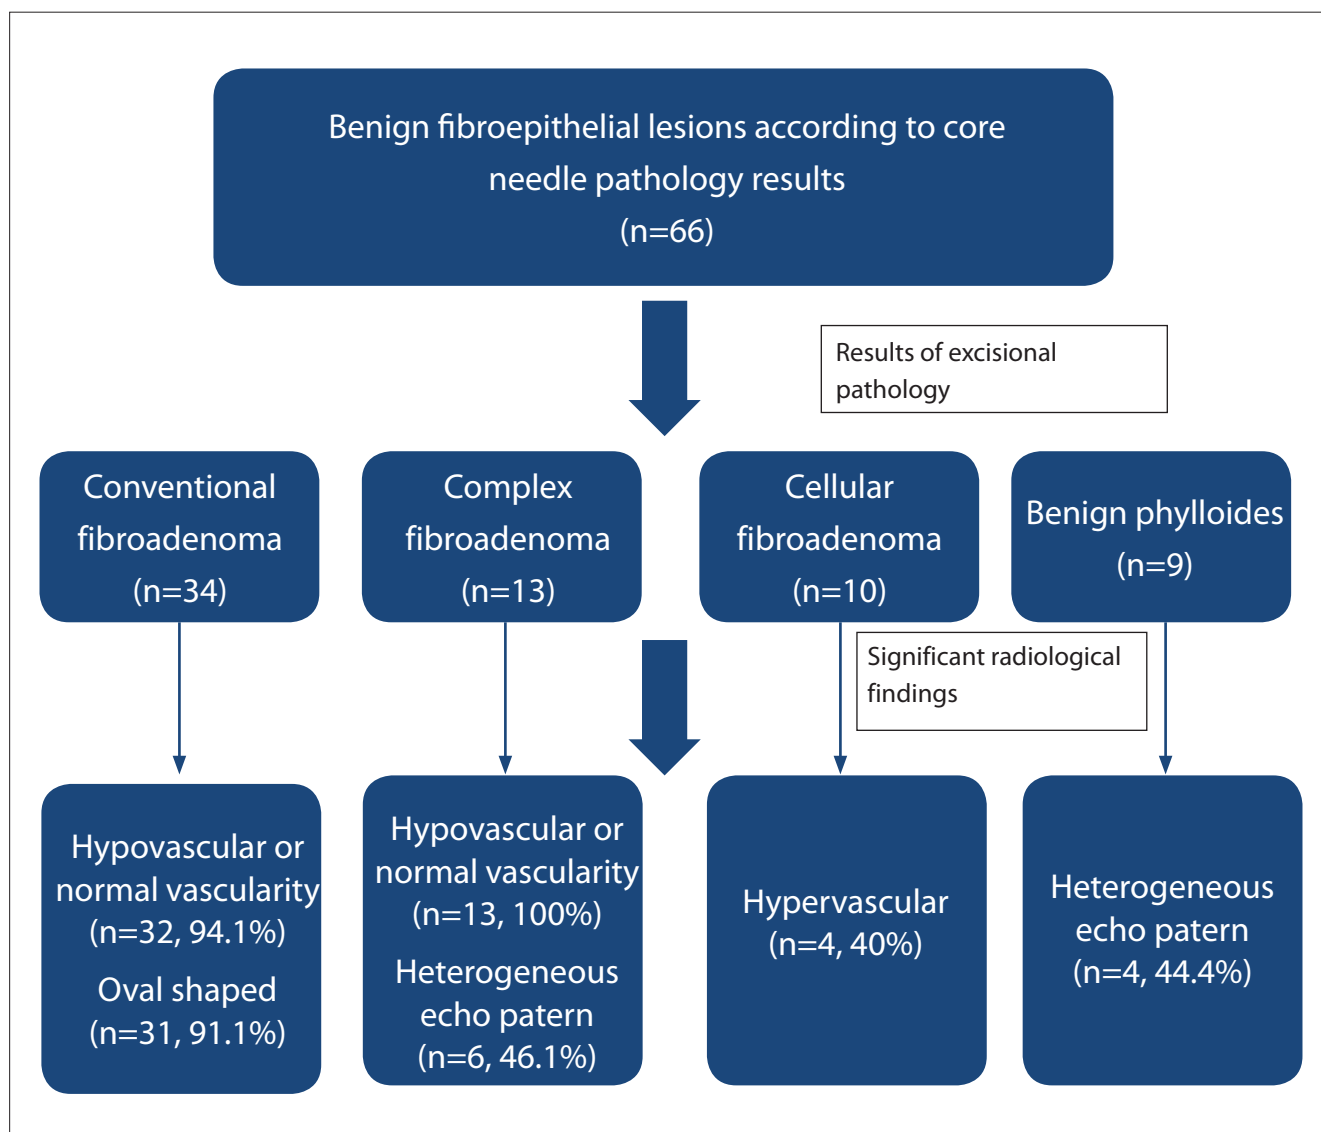 Benign fibroepithelial lesions according to core
needle pathology results
(n=66)
Results of excisional
pathology
Conventional
fibroadenoma
(n=34)
Complex
fibroadenoma
(n=13)
Cellular
fibroadenoma
(n=10)
Benign phylloides
(n=9)
Significant radiological
findings
Hypovascular or
normal vascularity
(n=32, 94.1%)
Oval shaped
(n=31, 91.1%)
Hypovascular or
normal vascularity
(n=13, 100%)
Heterogeneous
echo patern
(n=6, 46.1%)
Hypervascular
(n=4, 40%)
Heterogeneous
echo patern
(n=4, 44.4%)